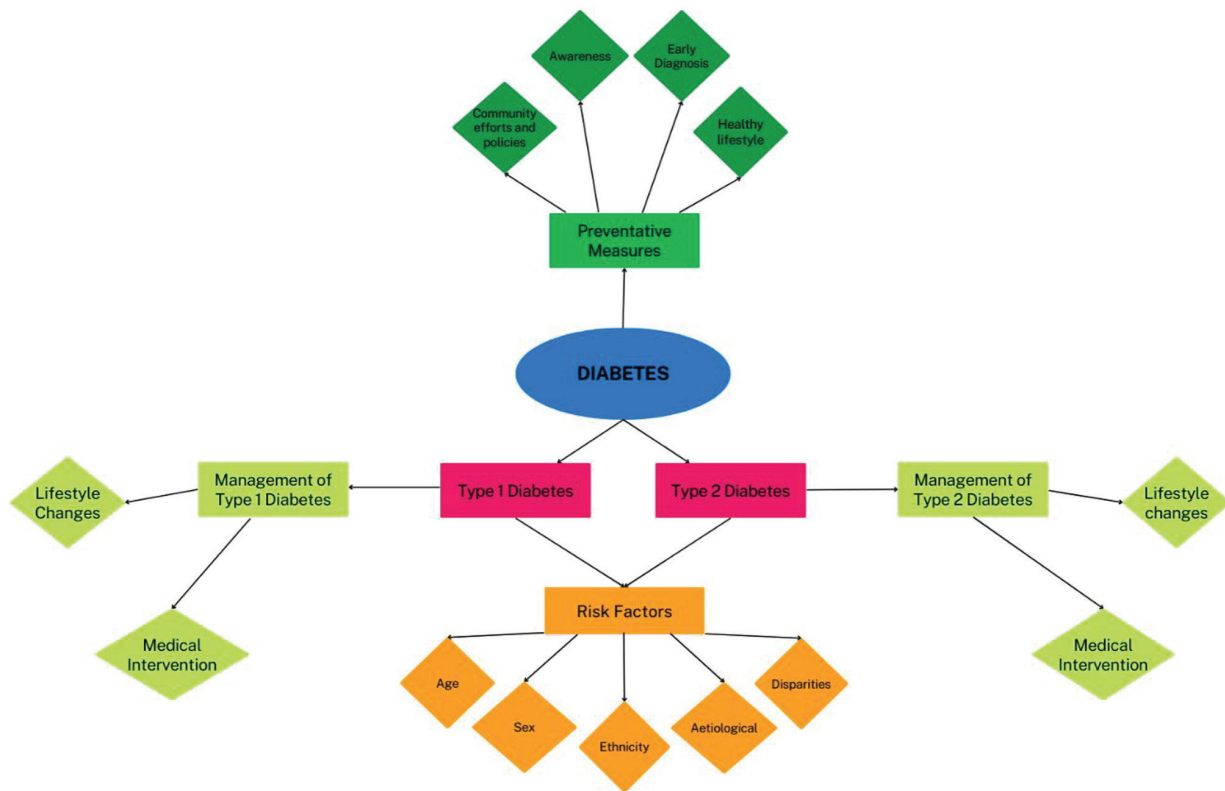 Awareness
Early
Diagnosis
Community
efforts and
policies
Healthy
lifestyle
Preventative
Measures
DIABETES
Lifestyle
Changes
Management of
Type 1 Diabetes
Type 1 Diabetes
Type 2 Diabetes
Management of
Type 2 Diabetes
Lifestyle
changes
Medical
Intervention
Risk Factors
Medical
Intervention
Age
Sex
Ethnicity
Aetiological
Disparities